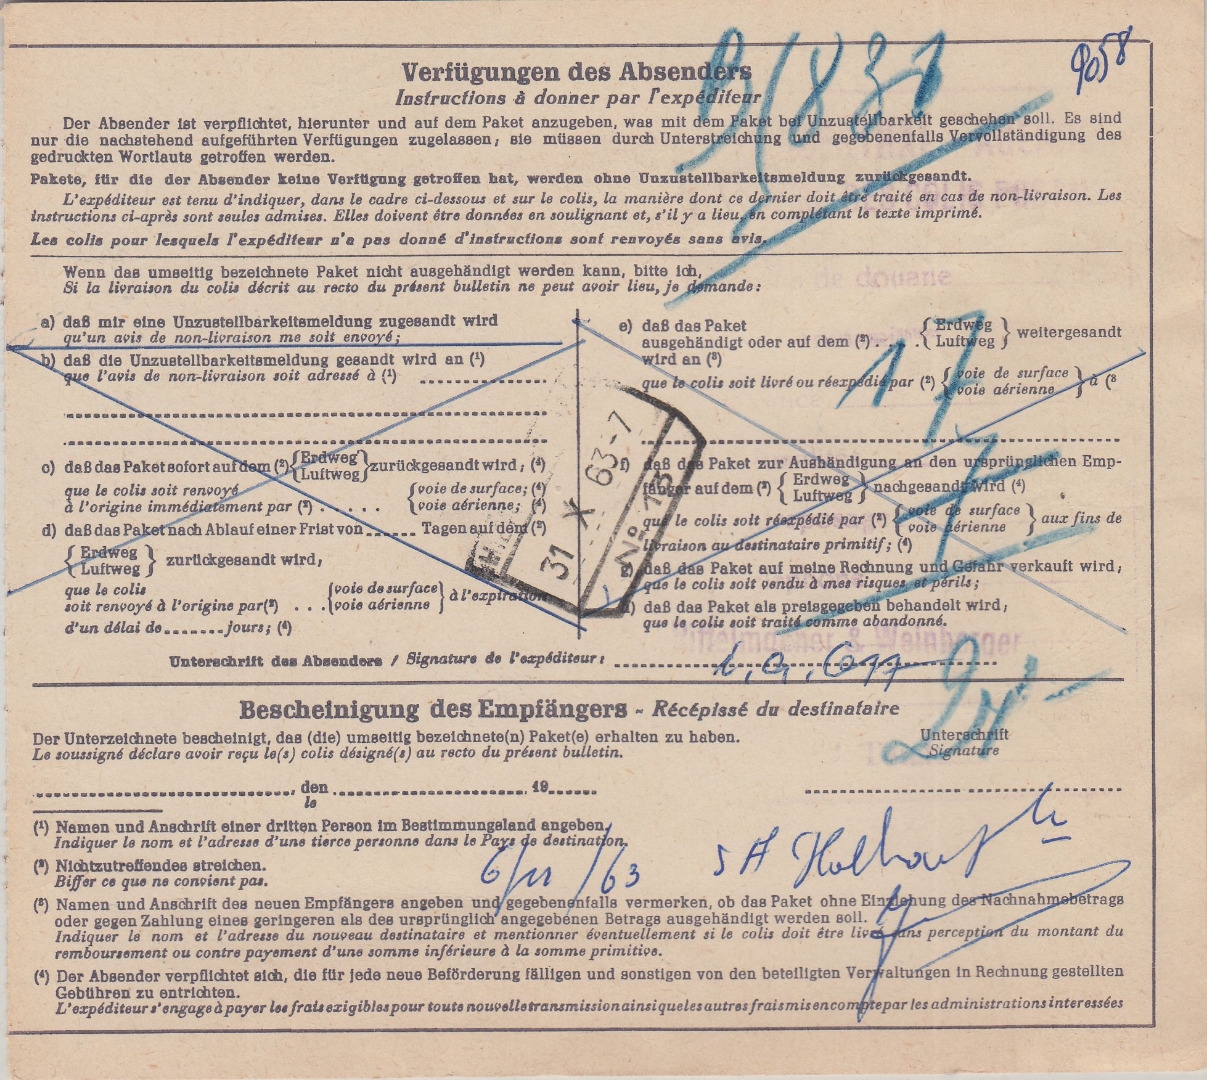 9058
Verfügungen des Absenders
Instructions à donner par l'expéditeur
Der Absender ist verpflichtet, hierunter und auf dem Paket anzugeben, was mit dem Paket bei Unzustellbarkeit geschehen soll. Es sind
nur die nachstehend aufgeführten Verfügungen zugelassen; sie müssen durch Unterstreichung und gegebenenfalls Vervollständigung des
gedruckten Wortlauts getroffen werden.
Pakete, für die der Absender keine Verfügung getroffen hat, werden ohne Unzustellbarkeitsmeldung zurückgesandt.
L'expéditeur est tenu d'indiquer, dans le cadre ci-dessous et sur le colis, la manière dont ce dernier doit être traité en cas de non-livraison. Les
instructions ci-après sont seules admises. Elles doivent être données en soulignant et, s'il y a lieu, en complétant le texte imprimé.
Les colis pour lesquels l'expéditeur n'a pas donné d'instructions sont renvoyés sans avis.
Wenn das umseitig bezeichnete Paket nicht ausgehändigt werden kann, bitte ich,
Si la livraison du colis décrit au recto du présent bulletin ne peut avoir lieu, je demande:
de douane
a) daß mir eine Unzustellbarkeitsmeldung zugesandt wird
qu'un avis de non-livraison me soit envoyé;
b) daß die Unzustellbarkeitsmeldung gesandt wird an (1)
que l'avis de non-livraison soit adressé à (1)
c) daß das Paket sofort auf dem (2) { Erdweg Luftweg } zurückgesandt wird; (4)
que le colis soit renvoyé
à l'origine immédiatement par (2) . . . . . { voie de surface; (4) voie aérienne; (4)
d) daß das Paket nach Ablauf einer Frist von ...... Tagen auf dem (2)
{ Erdweg Luftweg } zurückgesandt wird;
que le colis
soit renvoyé à l'origine par (2) . . . { voie de surface voie aérienne } à l'expiration
d'un délai de ....... jours; (4)
e) daß das Paket
ausgehändigt oder auf dem (2) . . . . { Erdweg Luftweg } weitergesandt
wird an (3)
que le colis soit livré ou réexpédié par (2) { voie de surface voie aérienne } à (3
17
f) daß das Paket zur Aushändigung an den ursprünglichen Emp-
fänger auf dem (2) { Erdweg Luftweg } nachgesandt wird (4)
que le colis soit réexpédié par (2) { voie de surface voie aérienne } aux fins de
livraison au destinataire primitif; (4)
g) daß das Paket auf meine Rechnung und Gefahr verkauft wird;
que le colis soit vendu à mes risques et périls;
h) daß das Paket als preisgegeben behandelt wird;
que le colis soit traité comme abandonné.
31 X 63-7
No 13
& Weinberger
Unterschrift des Absenders / Signature de l'expéditeur:
Bescheinigung des Empfängers - Récépissé du destinataire
Der Unterzeichnete bescheinigt, das (die) umseitig bezeichnete(n) Paket(e) erhalten zu haben.
Le soussigné déclare avoir reçu le(s) colis désigné(s) au recto du présent bulletin.
Unterschrift
Signature
, den 19
le
(1) Namen und Anschrift einer dritten Person im Bestimmungsland angeben.
Indiquer le nom et l'adresse d'une tierce personne dans le Pays de destination.
(2) Nichtzutreffendes streichen.
Biffer ce que ne convient pas.
6/11/63
(3) Namen und Anschrift des neuen Empfängers angeben und gegebenenfalls vermerken, ob das Paket ohne Einziehung des Nachnahmebetrags
oder gegen Zahlung eines geringeren als des ursprünglich angegebenen Betrags ausgehändigt werden soll.
Indiquer le nom et l'adresse du nouveau destinataire et mentionner éventuellement si le colis doit être livré sans perception du montant du
remboursement ou contre payement d'une somme inférieure à la somme primitive.
(4) Der Absender verpflichtet sich, die für jede neue Beförderung fälligen und sonstigen von den beteiligten Verwaltungen in Rechnung gestellten
Gebühren zu entrichten.
L'expéditeur s'engage à payer les frais exigibles pour toute nouvelle transmission ainsi que les autres frais mis en compte par les administrations interessées